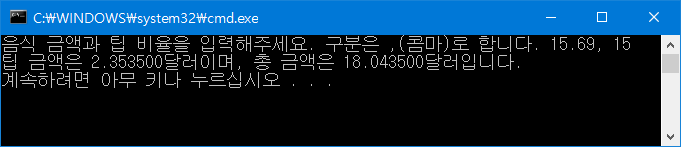 C:₩WINDOWS₩system32₩cmd.exe
음식 금액과 팁 비율을 입력해주세요. 구분은 ,(콤마)로 합니다. 15.69, 15
팁 금액은 2.353500달러이며, 총 금액은 18.043500달러입니다.
계속하려면 아무 키나 누르십시오 . . .